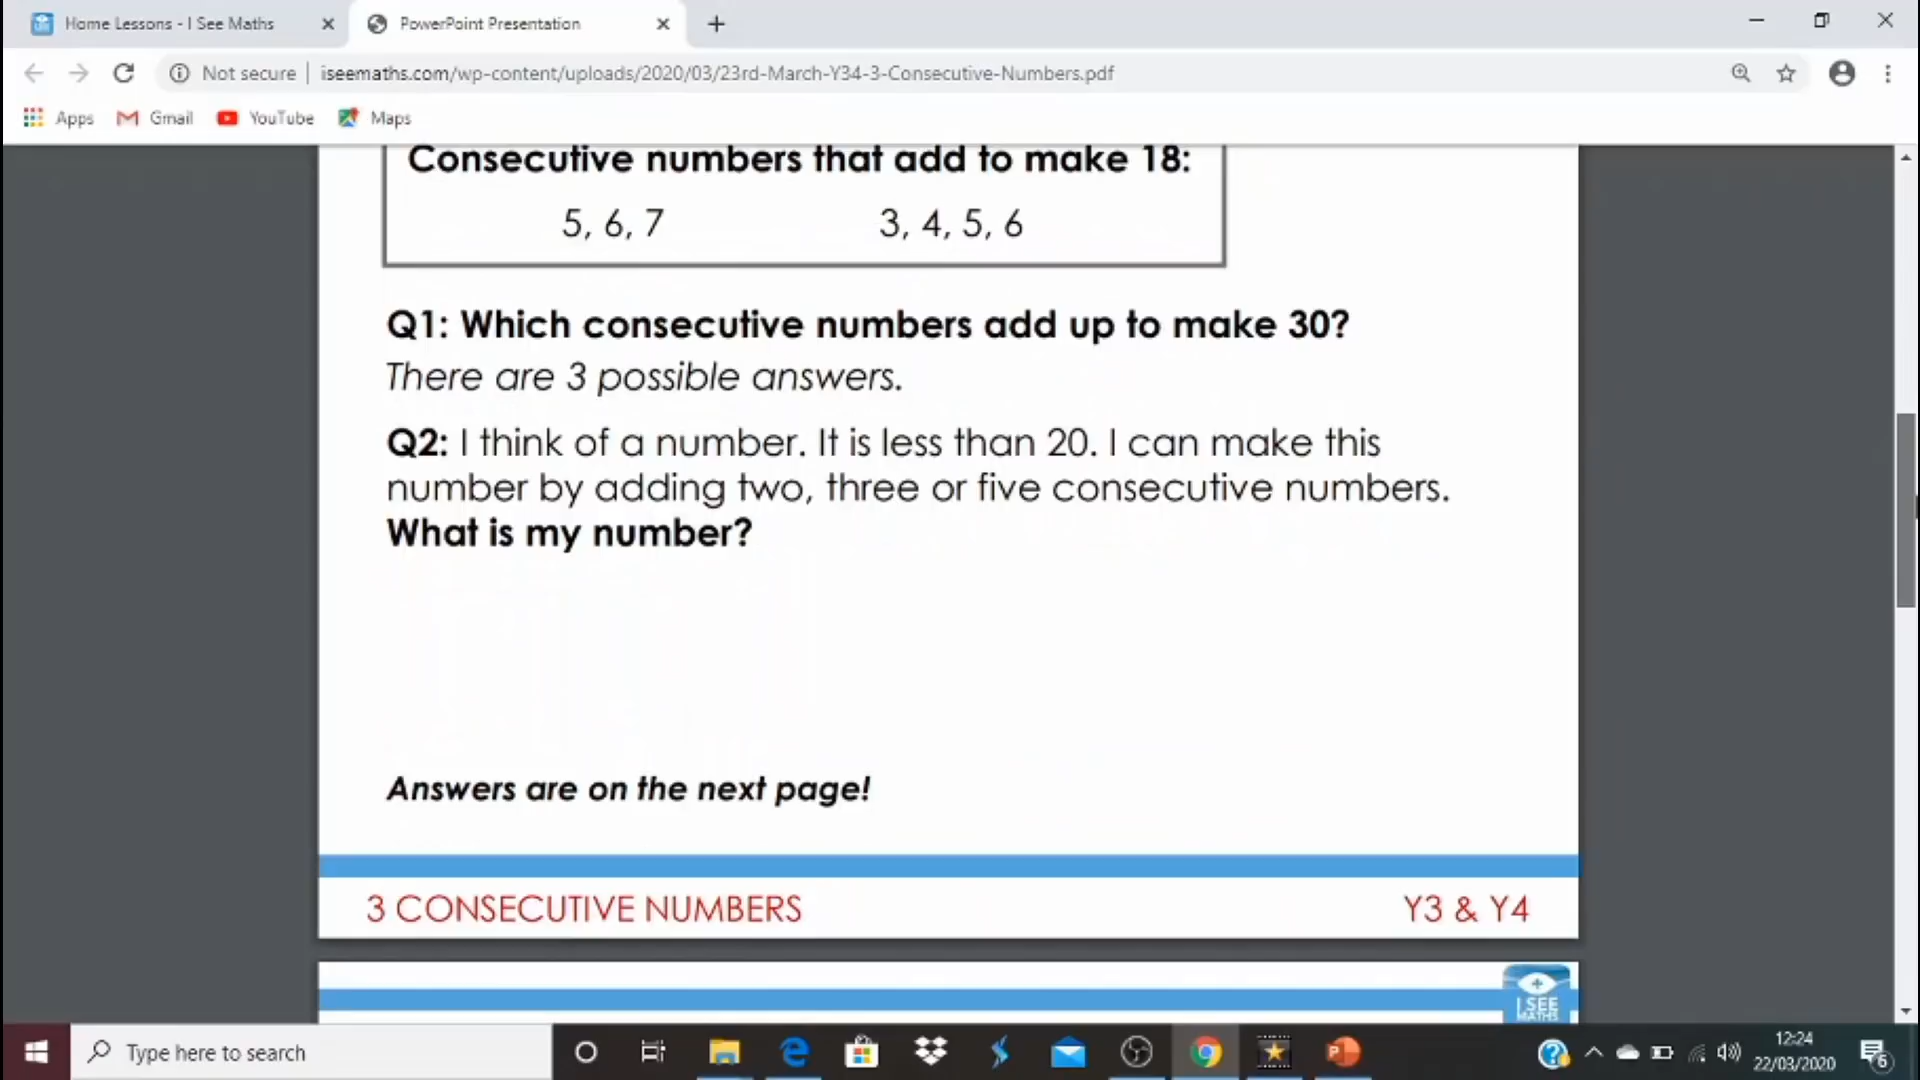 Home Lessons - I See Maths
PowerPoint Presentation
Not secure
iseemaths.com/wp-content/uploads/2020/03/23rd-March-Y34-3-Consecutive-Numbers.pdf
Apps Gmail YouTube Maps
Consecutive numbers that add to make 18:
5, 6, 7 3, 4, 5, 6
Q1: Which consecutive numbers add up to make 30?
There are 3 possible answers.
Q2: I think of a number. It is less than 20. I can make this
number by adding two, three or five consecutive numbers.
What is my number?
Answers are on the next page!
3 CONSECUTIVE NUMBERS Y3 & Y4
I SEE
MATHS
Type here to search
12:24
22/03/2020
6